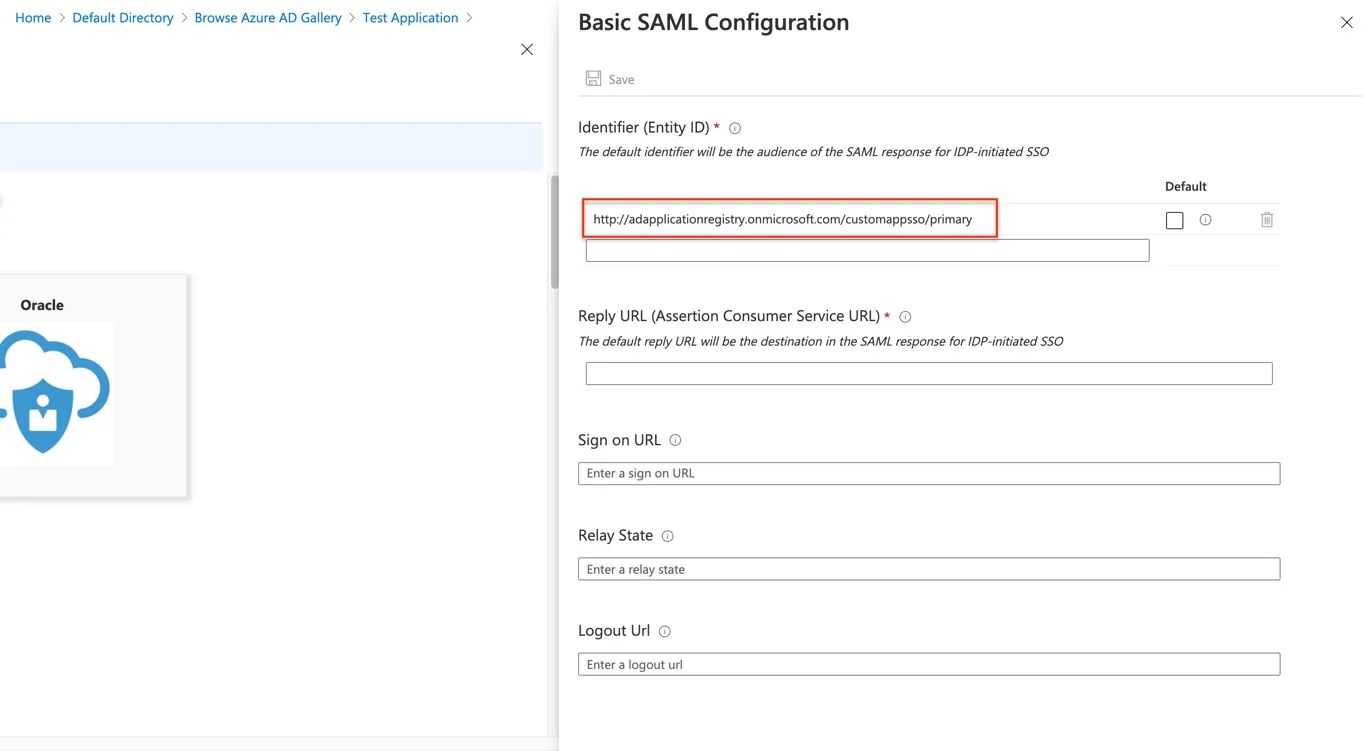 Home > Default Directory > Browse Azure AD Gallery > Test Application >
Oracle
Basic SAML Configuration
Save
Identifier (Entity ID) *
The default identifier will be the audience of the SAML response for IDP-initiated SSO
Default
http://adapplicationregistry.onmicrosoft.com/customappsso/primary
Reply URL (Assertion Consumer Service URL) *
The default reply URL will be the destination in the SAML response for IDP-initiated SSO
Sign on URL
Enter a sign on URL
Relay State
Enter a relay state
Logout Url
Enter a logout url